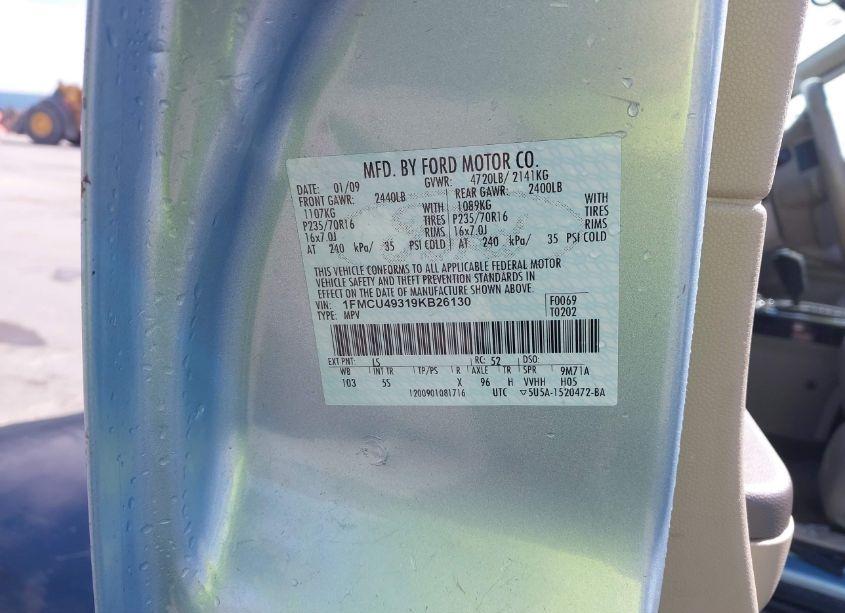 MFD. BY FORD MOTOR CO.
DATE: 01/09 GVWR: 4720LB/ 2141KG
FRONT GAWR: 2440LB REAR GAWR: 2400LB
1107KG WITH 1089KG WITH
P235/70R16 TIRES P235/70R16 TIRES
16x7.0J RIMS 16x7.0J RIMS
AT 240 kPa/ 35 PSI COLD AT 240 kPa/ 35 PSI COLD
THIS VEHICLE CONFORMS TO ALL APPLICABLE FEDERAL MOTOR
VEHICLE SAFETY AND THEFT PREVENTION STANDARDS IN
EFFECT ON THE DATE OF MANUFACTURE SHOWN ABOVE.
VIN: 1FMCU49319KB26130 F0069
TYPE: MPV T0202
EXT PNT: LS RC: 52 DSO:
WB INT TR TP/PS R AXLE TR SPR 9M71A
103 5S X 96 H VVHH H05
1200901081716 UTC ▽5U5A-1520472-BA